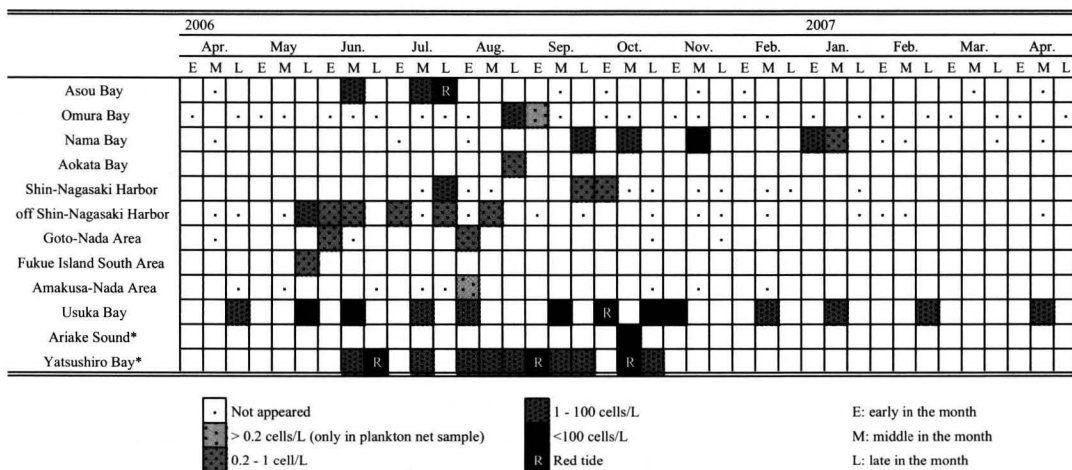 2006 2007
Apr. May Jun. Jul. Aug. Sep. Oct. Nov. Feb. Jan. Feb. Mar. Apr.
E M L E M L E M L E M L E M L E M L E M L E M L E M L E M L E M L E M L E M L
Asou Bay R
Omura Bay
Nama Bay
Aokata Bay
Shin-Nagasaki Harbor
off Shin-Nagasaki Harbor
Goto-Nada Area
Fukue Island South Area
Amakusa-Nada Area
Usuka Bay R
Ariake Sound*
Yatsushiro Bay* R R R
Not appeared
> 0.2 cells/L (only in plankton net sample)
0.2 - 1 cell/L
1 - 100 cells/L
<100 cells/L
R Red tide
E: early in the month
M: middle in the month
L: late in the month